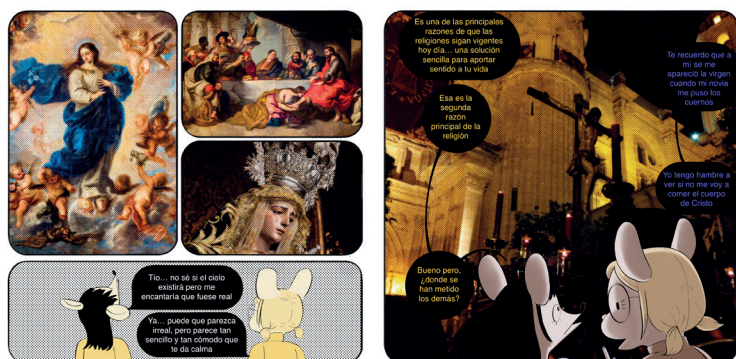 Tío... no sé si el cielo
existirá pero me
encantaria que fuese real
Ya... puede que parezca
irreal, pero parece tan
sencillo y tan cómodo que
te da calma
Es una de las principales
razones de que las
religiones sigan vigentes
hoy día... una solución
sencilla para aportar
sentido a tu vida
Te recuerdo que a
mi se me
apareció la virgen
cuando mi novia
me puso los
cuernos
Esa es la
segunda
razón
principal de la
religión
Yo tengo hambre a
ver si no me voy a
comer el cuerpo
de Cristo
Bueno pero,
¿donde se
han metido
los demás?